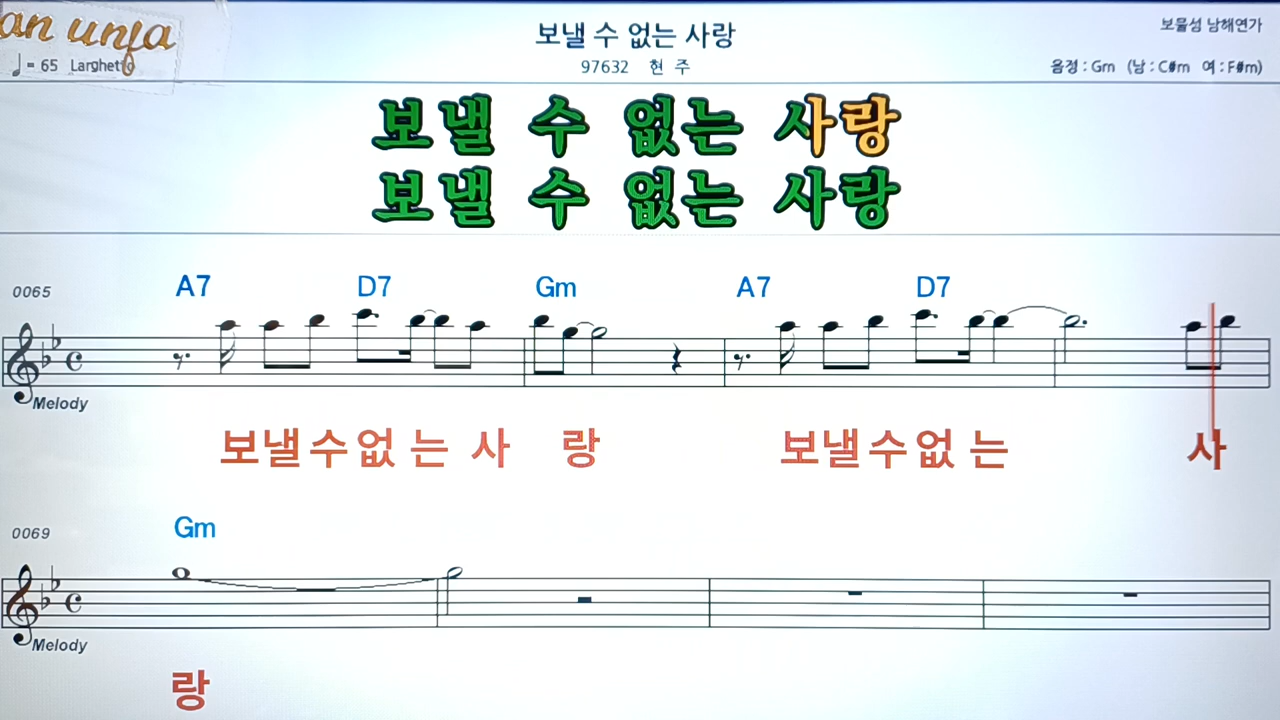 an unja
보낼 수 없는 사랑
보물섬 남해연가
♩= 65 Larghetto
97632 현 주
음정 : Gm (남 : C#m 여 : F#m)
보낼 수 없는 사랑
보낼 수 없는 사랑
0065 A7 D7 Gm A7 D7
Melody
보낼수없 는 사 랑 보낼수없 는 사
0069 Gm
Melody
랑